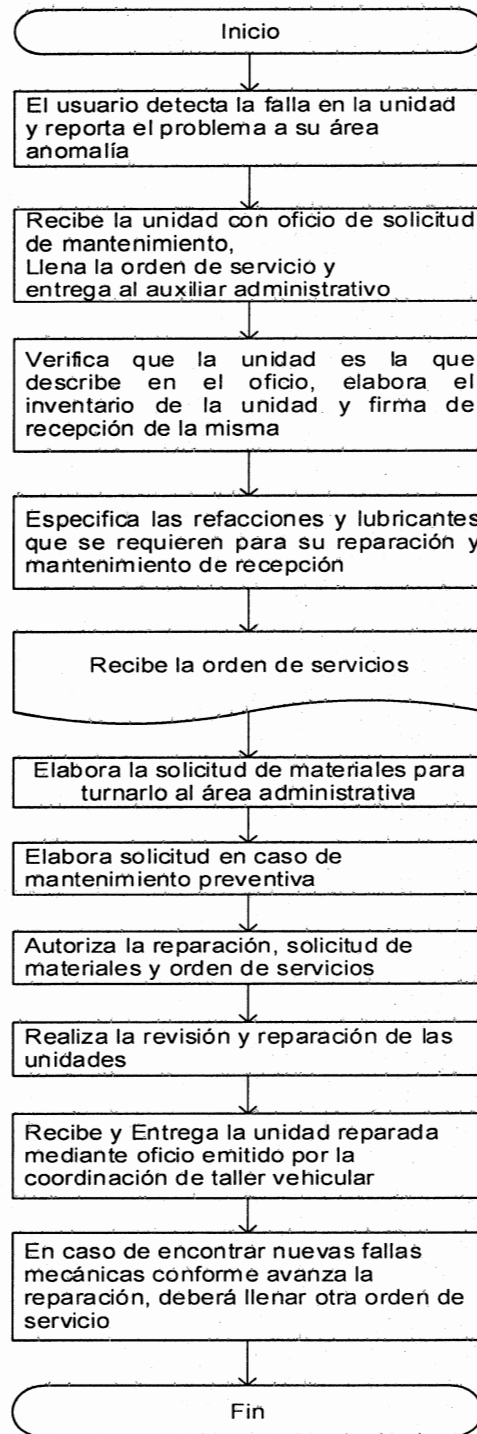 Inicio
El usuario detecta la falla en la unidad
y reporta el problema a su área
anomalía
Recibe la unidad con oficio de solicitud
de mantenimiento,
Llena la orden de servicio y
entrega al auxiliar administrativo
Verifica que la unidad es la que
describe en el oficio, elabora el
inventario de la unidad y firma de
recepción de la misma
Especifica las refacciones y lubricantes
que se requieren para su reparación y
mantenimiento de recepción
Recibe la orden de servicios
Elabora la solicitud de materiales para
turnarlo al área administrativa
Elabora solicitud en caso de
mantenimiento preventiva
Autoriza la reparación, solicitud de
materiales y orden de servicios
Realiza la revisión y reparación de las
unidades
Recibe y Entrega la unidad reparada
mediante oficio emitido por la
coordinación de taller vehicular
En caso de encontrar nuevas fallas
mecánicas conforme avanza la
reparación, deberá llenar otra orden de
servicio
Fin